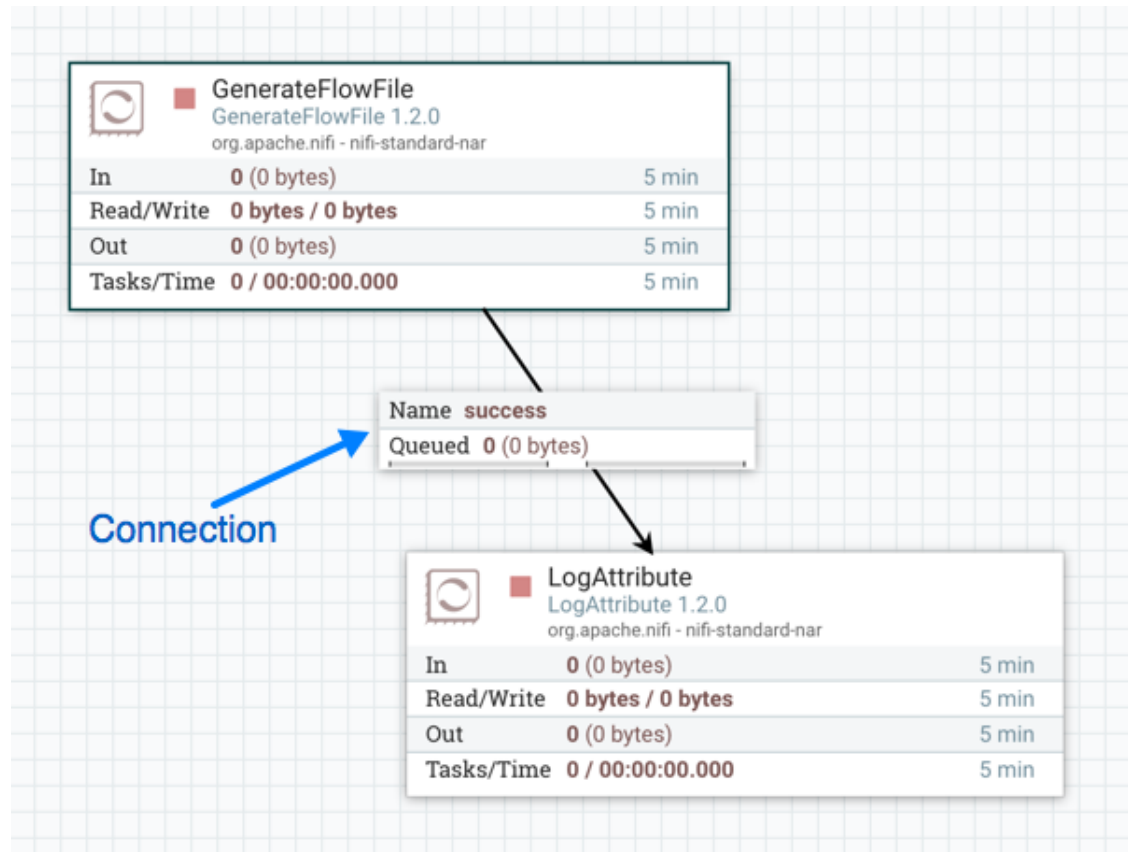 GenerateFlowFile
GenerateFlowFile 1.2.0
org.apache.nifi - nifi-standard-nar
In 0 (0 bytes) 5 min
Read/Write 0 bytes / 0 bytes 5 min
Out 0 (0 bytes) 5 min
Tasks/Time 0 / 00:00:00.000 5 min
Name success
Queued 0 (0 bytes)
Connection
LogAttribute
LogAttribute 1.2.0
org.apache.nifi - nifi-standard-nar
In 0 (0 bytes) 5 min
Read/Write 0 bytes / 0 bytes 5 min
Out 0 (0 bytes) 5 min
Tasks/Time 0 / 00:00:00.000 5 min